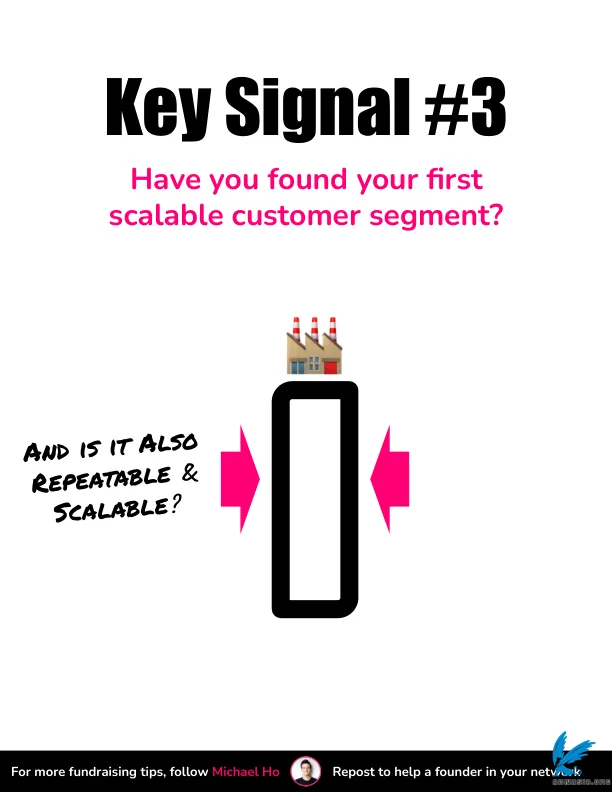 Key Signal #3
Have you found your first
scalable customer segment?
And is it Also
Repeatable &
Scalable?
For more fundraising tips, follow Michael Ho
Repost to help a founder in your network